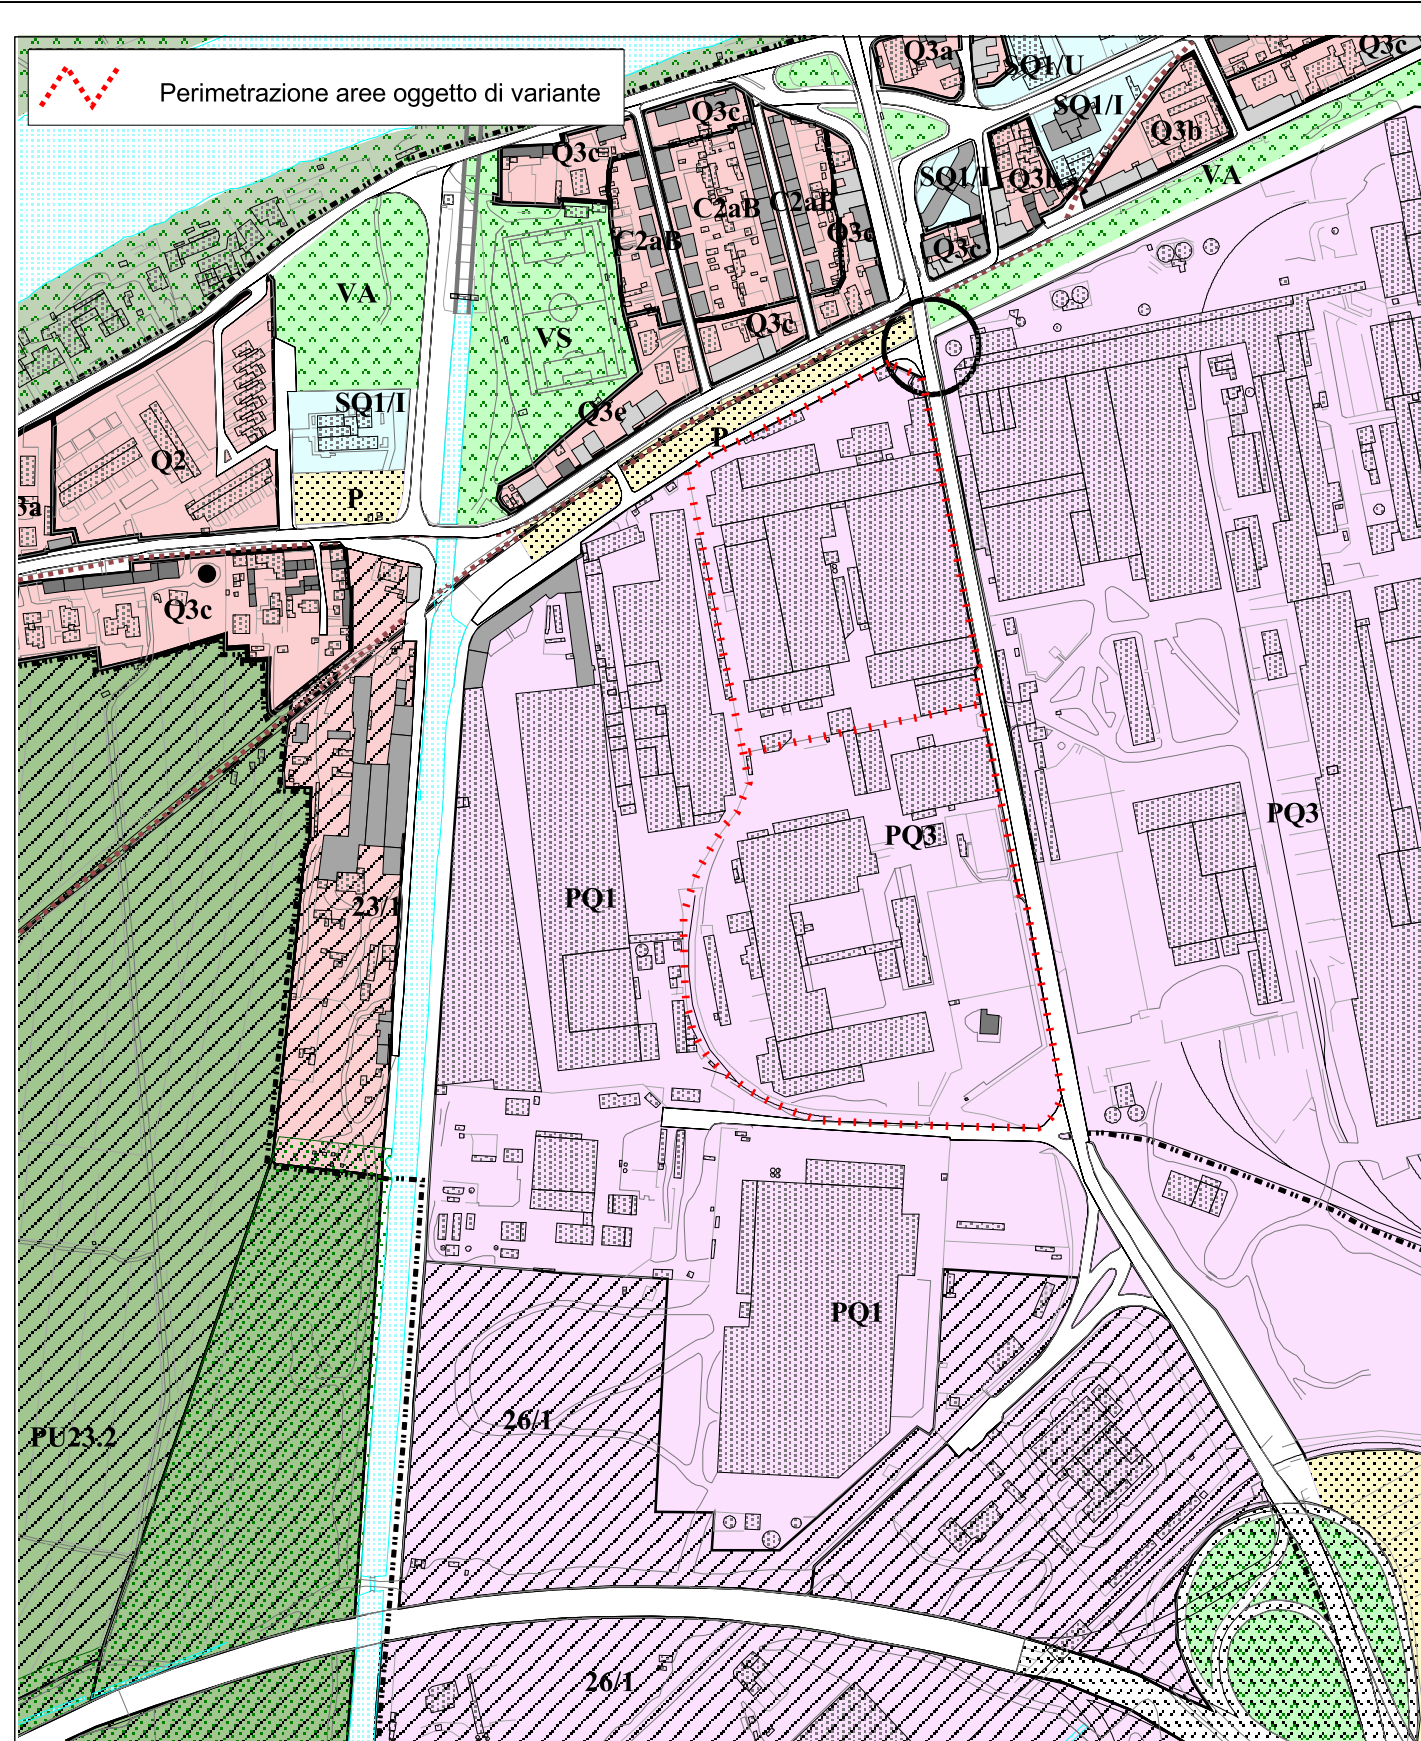 Perimetrazione aree oggetto di variante
Q3a
Q3c
SQ1/U
SQ1/I
Q3c
Q3b
Q3c
SQ1/I
VA
C2aB
C2aB
C2aB
Q3c
Q3c
VA
VS
Q3c
SQ1/I
Q3e
P
Q2
P
3a
Q3c
PQ3
PQ3
PQ1
23/1
PQ1
26/1
PU23.2
26/1